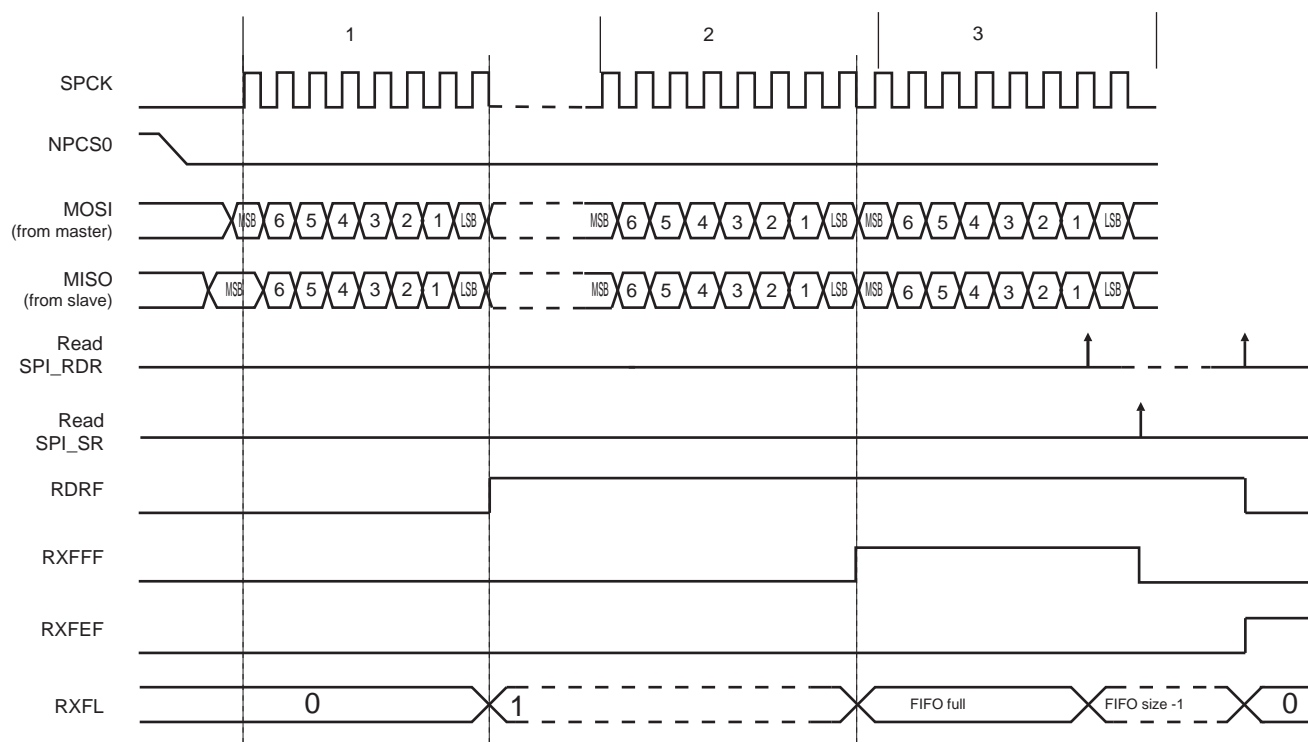 1 2 3
SPCK
NPCS0
MOSI
(from master)
MSB 6 5 4 3 2 1 LSB MSB 6 5 4 3 2 1 LSB MSB 6 5 4 3 2 1 LSB
MISO
(from slave)
MSB 6 5 4 3 2 1 LSB MSB 6 5 4 3 2 1 LSB MSB 6 5 4 3 2 1 LSB
Read
SPI_RDR
Read
SPI_SR
RDRF
RXFFF
RXFEF
RXFL 0 1 FIFO full FIFO size -1 0